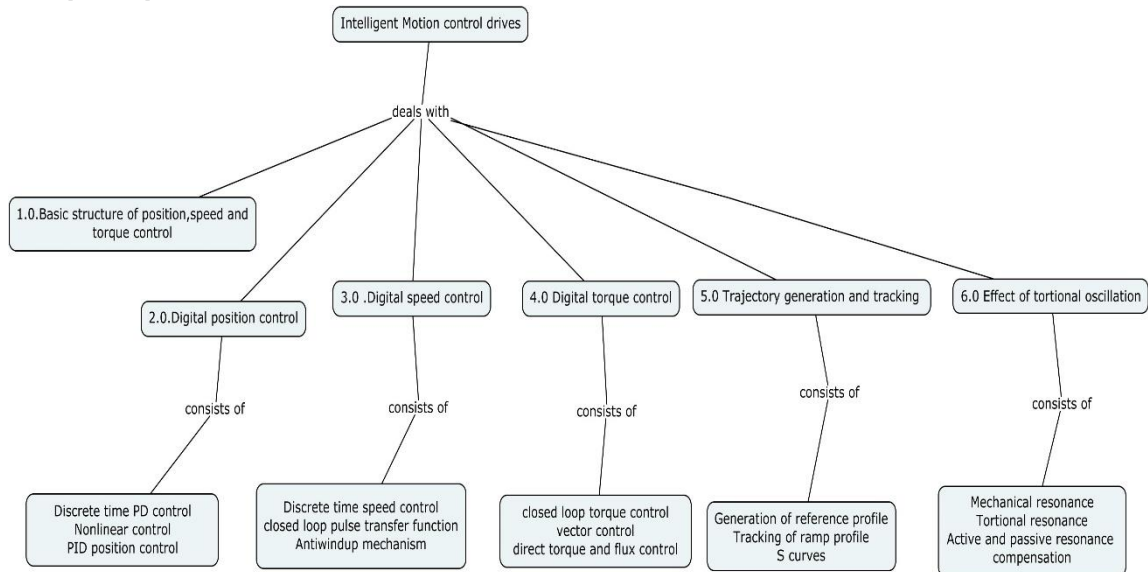 Intelligent Motion control drives
deals with
1.0.Basic structure of position,speed and
torque control
2.0.Digital position control
3.0 .Digital speed control
4.0 Digital torque control
5.0 Trajectory generation and tracking
6.0 Effect of tortional oscillation
consists of
consists of
consists of
consists of
consists of
Discrete time PD control
Nonlinear control
PID position control
Discrete time speed control
closed loop pulse transfer function
Antiwindup mechanism
closed loop torque control
vector control
direct torque and flux control
Generation of reference profile
Tracking of ramp profile
S curves
Mechanical resonance
Tortional resonance
Active and passive resonance
compensation